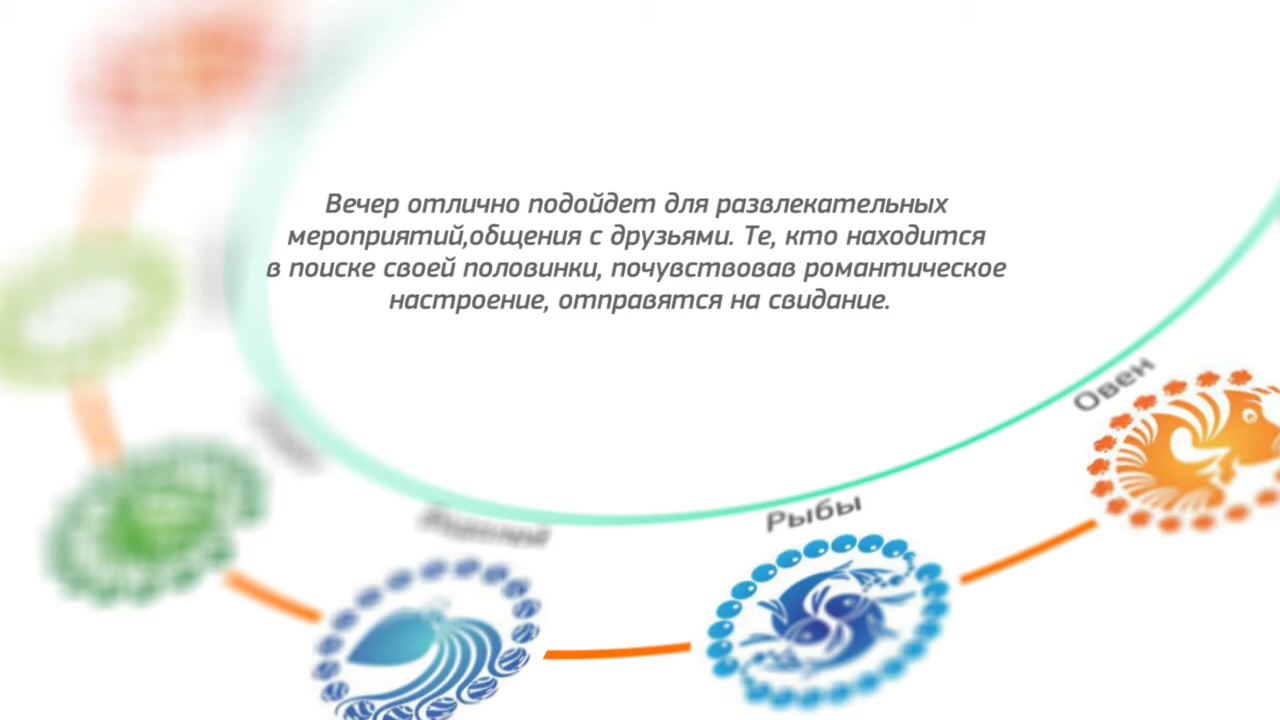 Вечер отлично подойдет для развлекательных
мероприятий,общения с друзьями. Те, кто находится
в поиске своей половинки, почувствовав романтическое
настроение, отправятся на свидание.
Овен
Рыбы